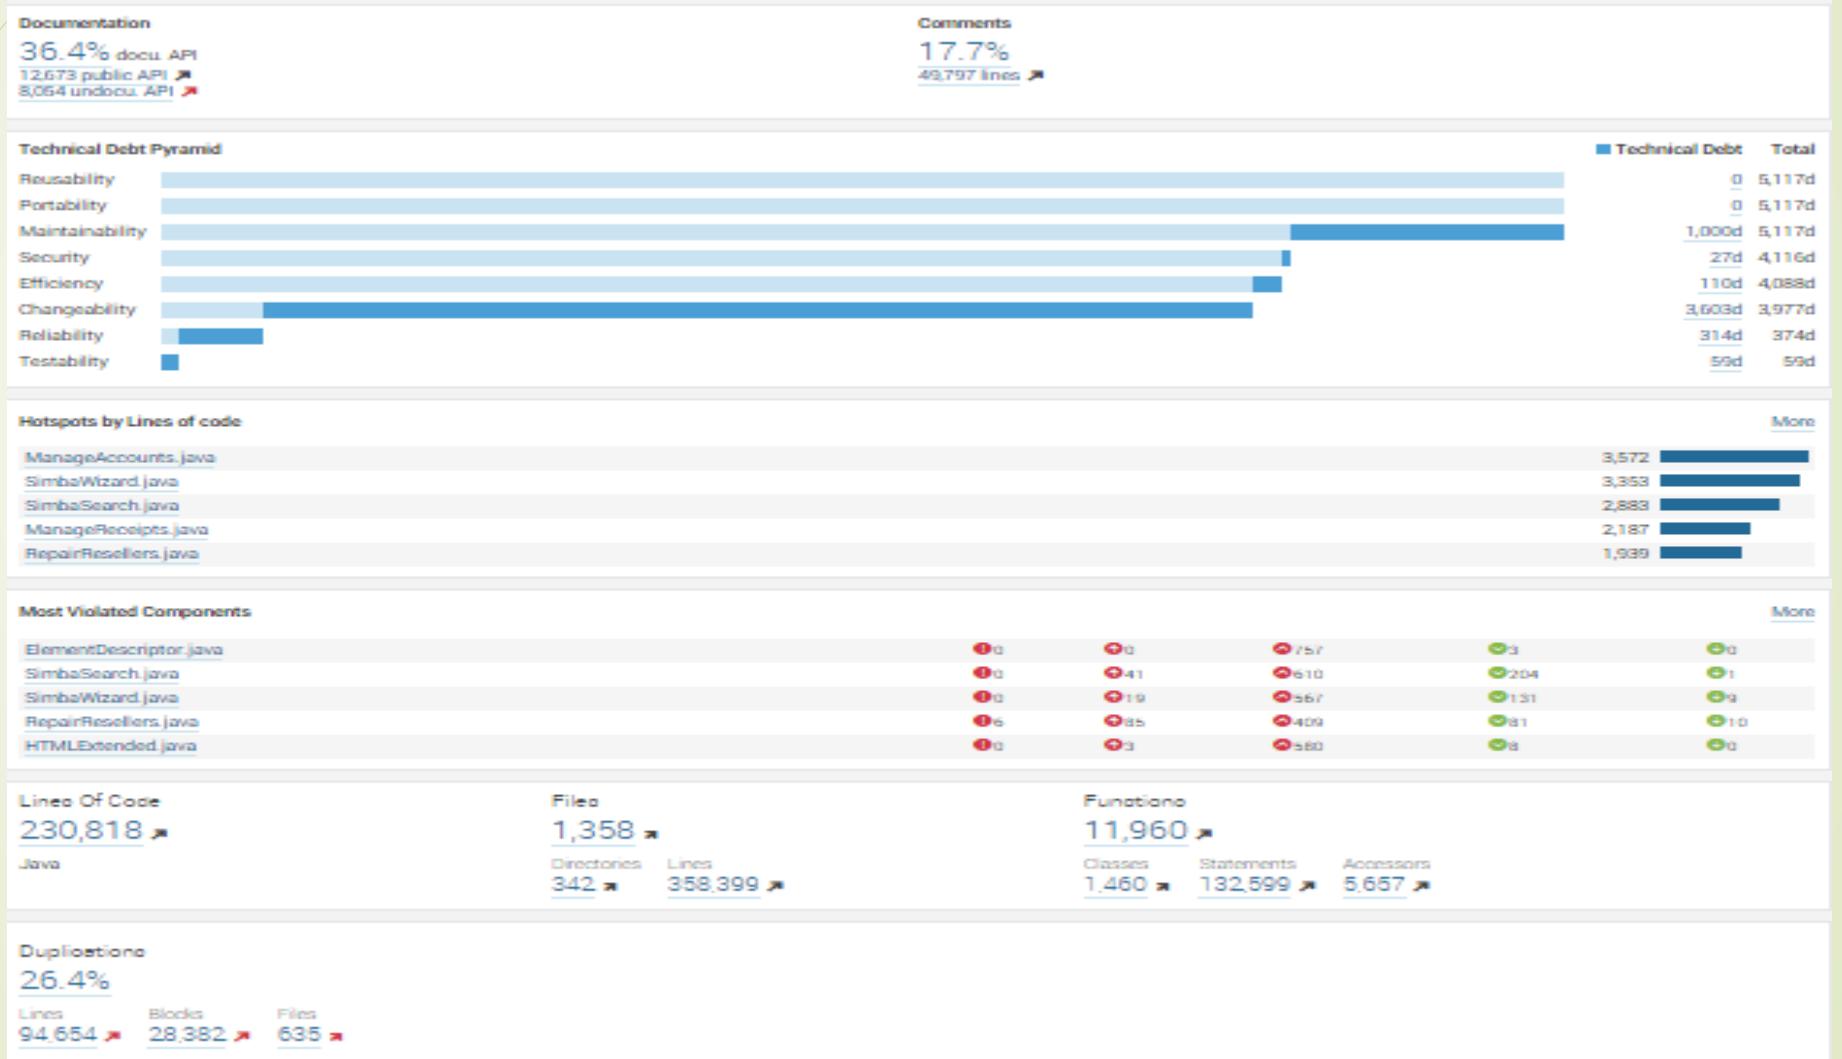 Documentation
36.4% docu. API
12,673 public API
8,054 undocu. API
Comments
17.7%
49,797 lines
Technical Debt Pyramid
Technical Debt Total
Reusability 0 5,117d
Portability 0 5,117d
Maintainability 1,000d 5,117d
Security 27d 4,116d
Efficiency 110d 4,088d
Changeability 3,603d 3,977d
Reliability 314d 374d
Testability 59d 59d
Hotspots by Lines of code More
ManageAccounts.java 3,572
SimbaWizard.java 3,353
SimbaSearch.java 2,883
ManageReceipts.java 2,187
RepairResellers.java 1,939
Most Violated Components More
ElementDescriptor.java 0 0 757 3 0
SimbaSearch.java 0 41 610 204 1
SimbaWizard.java 0 19 567 131 9
RepairResellers.java 6 85 409 81 10
HTMLExtended.java 0 3 580 8 0
Lines Of Code
230,818
Java
Files
1,358
Directories Lines
342 358,399
Functions
11,960
Classes Statements Accessors
1,460 132,599 5,657
Duplications
26.4%
Lines Blocks Files
94,654 28,382 635